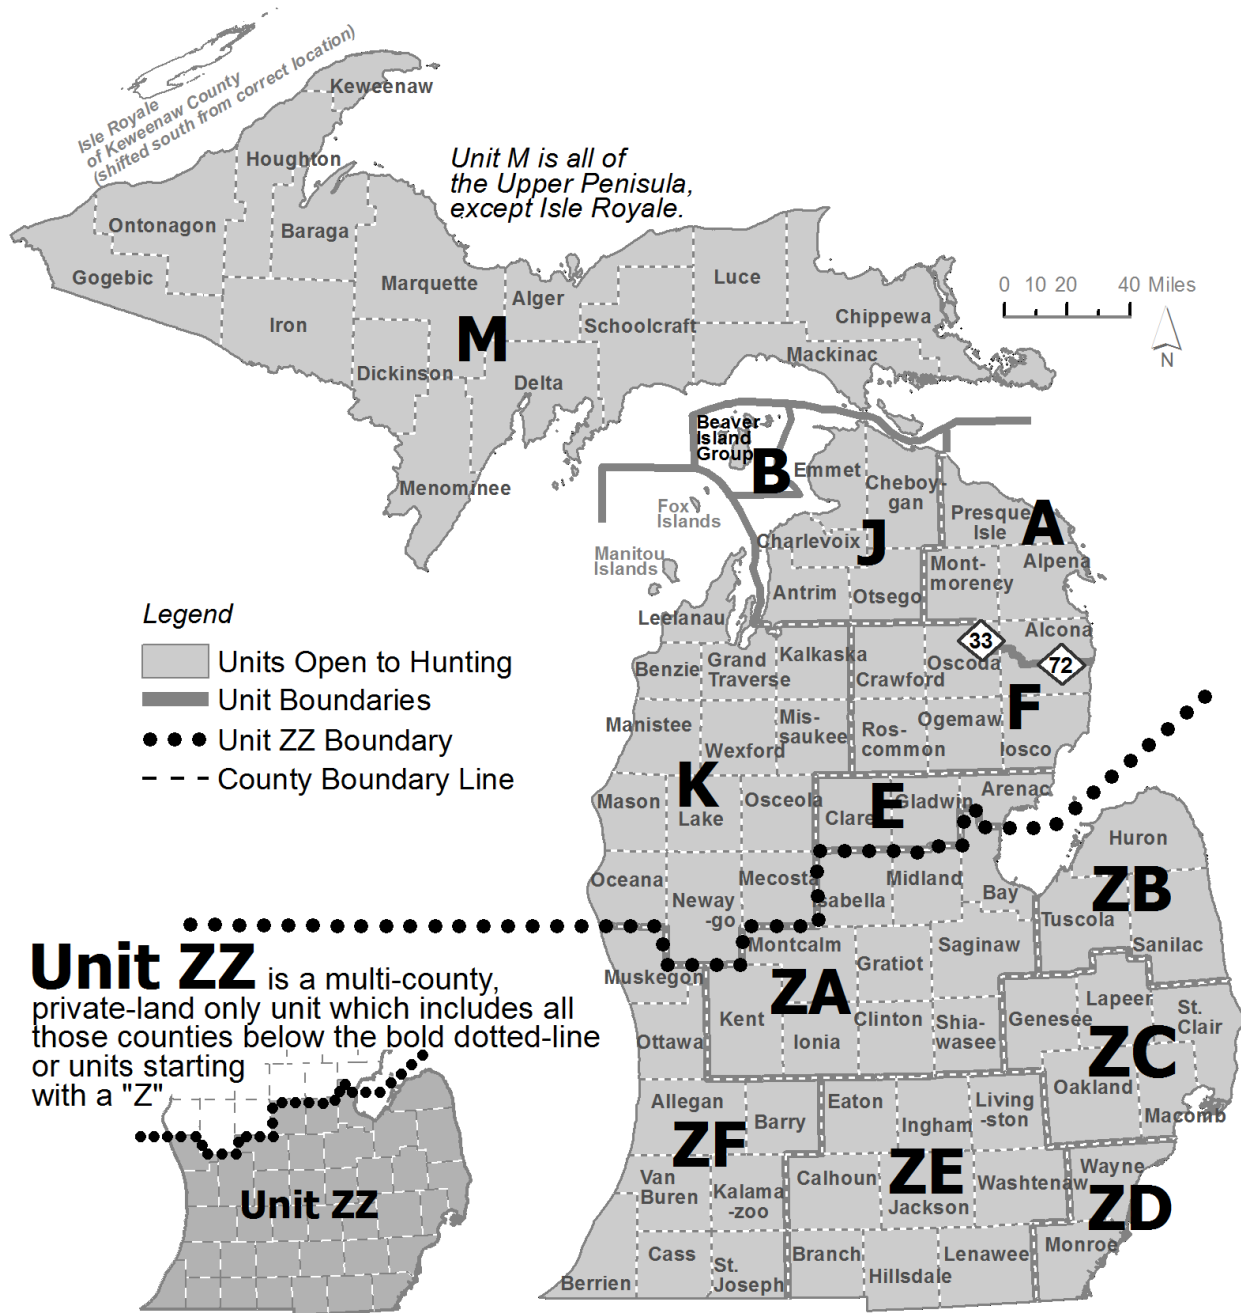 Isle Royale
of Keweenaw County
(shifted south from correct location)
Keweenaw
Houghton
Unit M is all of
the Upper Penisula,
except Isle Royale.
Ontonagon
Baraga
Gogebic
Marquette
Alger
Luce
0 10 20 40 Miles
Iron
M
Schoolcraft
Chippewa
Mackinac
N
Dickinson
Delta
Beaver
Island
Group
B
Emmet
Cheboy-
gan
Menominee
Fox
Islands
Presque
Isle
A
Charlevoix
J
Manitou
Islands
Mont-
morency
Alpena
Antrim
Otsego
Legend
Units Open to Hunting
Unit Boundaries
Unit ZZ Boundary
County Boundary Line
Leelanau
Alcona
33
72
Benzie
Grand
Traverse
Kalkaska
Crawford
Oscoda
F
Manistee
Wexford
Mis-
saukee
Ros-
common
Ogemaw
Iosco
K
Mason
Lake
Osceola
Clare
E
Gladwin
Arenac
Huron
Oceana
Neway
-go
Mecosta
Isabella
Midland
Bay
ZB
Tuscola
Sanilac
Unit ZZ is a multi-county,
private-land only unit which includes all
those counties below the bold dotted-line
or units starting
with a "Z"
Unit ZZ
Muskegon
Montcalm
Gratiot
Saginaw
ZA
Kent
Ionia
Clinton
Shia-
wasee
Genesee
Lapeer
St.
Clair
ZC
Ottawa
Oakland
Macomb
Allegan
Barry
Eaton
Ingham
Living
-ston
ZF
ZE
Van
Buren
Kalama
-zoo
Calhoun
Jackson
Washtenaw
Wayne
ZD
Cass
St.
Joseph
Branch
Hillsdale
Lenawee
Monroe
Berrien